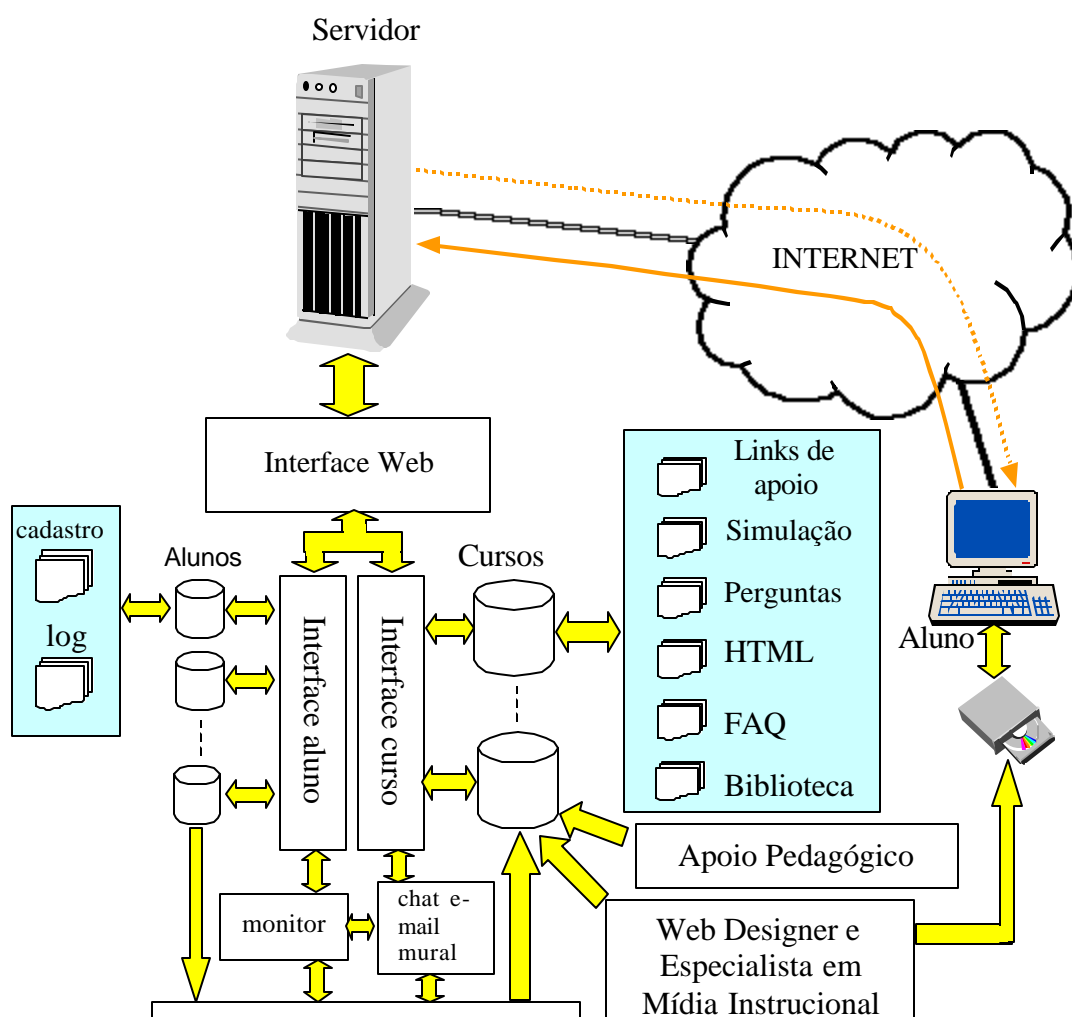 Servidor
INTERNET
Interface Web
Links de
apoio
Simulação
Perguntas
HTML
FAQ
Biblioteca
cadastro
log
Alunos
Cursos
Interface aluno
Interface curso
Aluno
Apoio Pedagógico
monitor
chat e-
mail
mural
Web Designer e
Especialista em
Mídia Instrucional